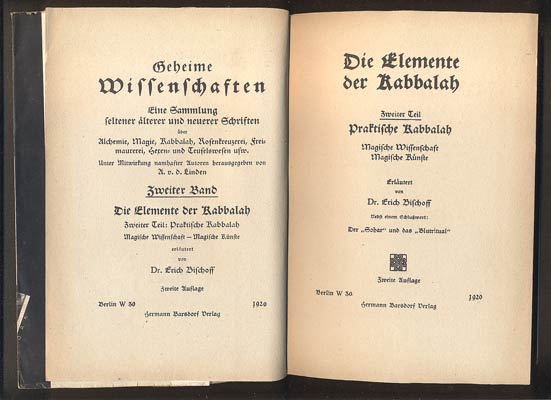 Geheime
Wissenschaften
Eine Sammlung
seltener älterer und neuerer Schriften
über
Alchemie, Magie, Kabbalah, Rosenkreuzerei, Frei-
maurerei, Hexen- und Teufelswesen usw.
Unter Mitwirkung namhafter Autoren herausgegeben von
A. v. d. Linden
Zweiter Band
Die Elemente der Kabbalah
Zweiter Teil: Praktische Kabbalah
Magische Wissenschaft — Magische Künste
erläutert
von
Dr. Erich Bischoff
Zweite Auflage
Berlin W 30 1920
Hermann Barsdorf Verlag
Die Elemente
der Kabbalah
Zweiter Teil
Praktische Kabbalah
Magische Wissenschaft
Magische Künste
Erläutert
von
Dr. Erich Bischoff
Nebst einem Schlußwort:
Der „Sohar“ und das „Blutritual“
Zweite Auflage
Berlin W 30 1920
Hermann Barsdorf Verlag